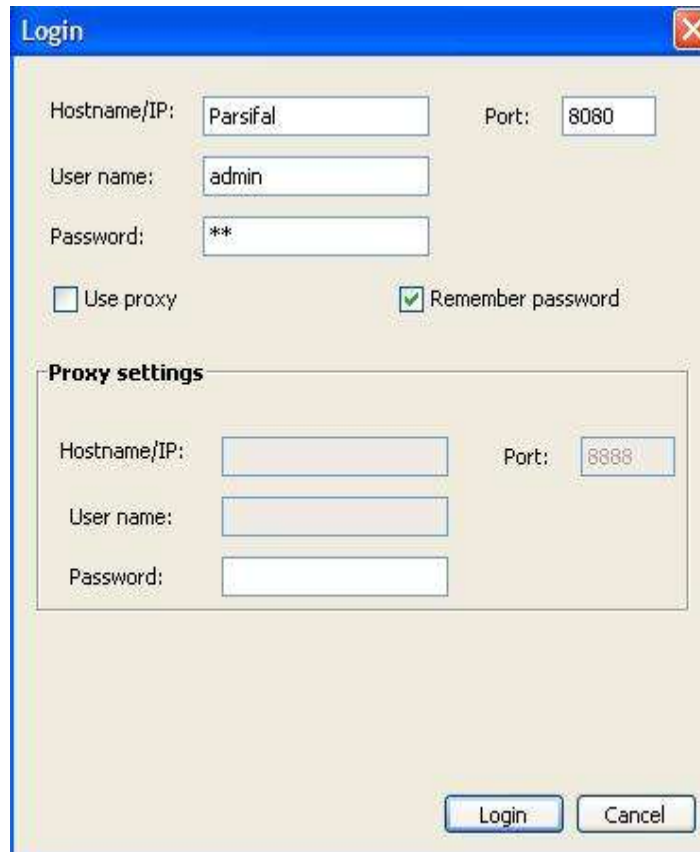 Login
Hostname/IP: Parsifal Port: 8080
User name: admin
Password: **
Use proxy Remember password
Proxy settings
Hostname/IP: Port: 8888
User name:
Password:
Login Cancel